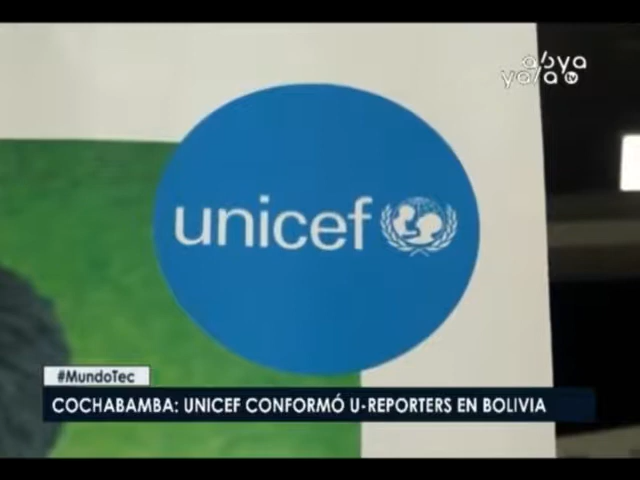 abya
yala tv
unicef
#MundoTec
COCHABAMBA: UNICEF CONFORMÓ U-REPORTERS EN BOLIVIA